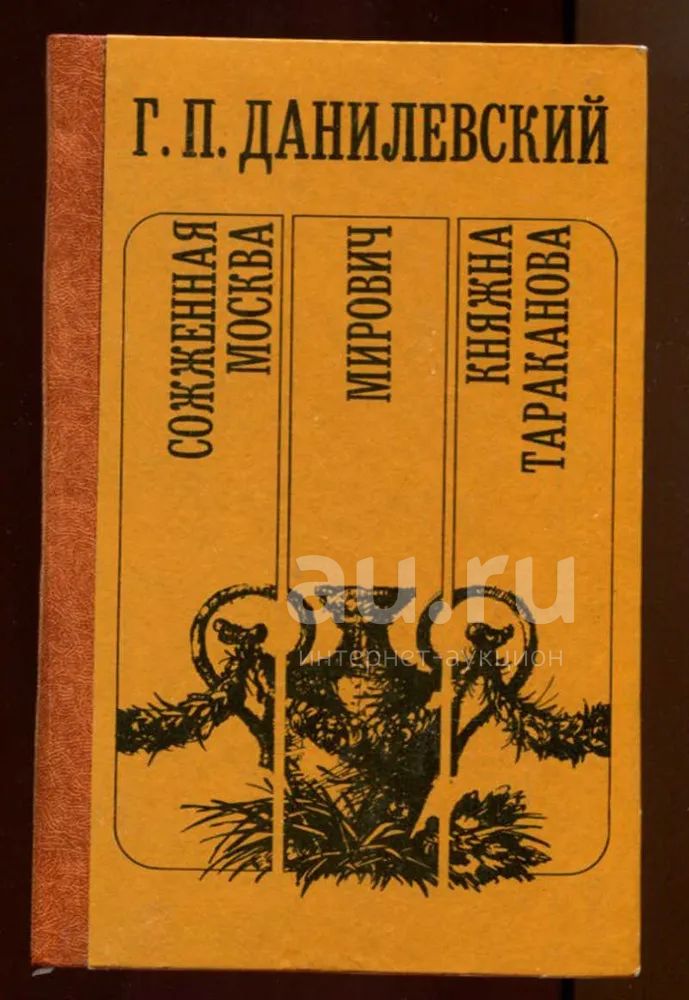 Г. П. ДАНИЛЕВСКИЙ
СОЖЖЕННАЯ
МОСКВА
МИРОВИЧ
КНЯЖНА
ТАРАКАНОВА
au.ru
интернет-аукцион